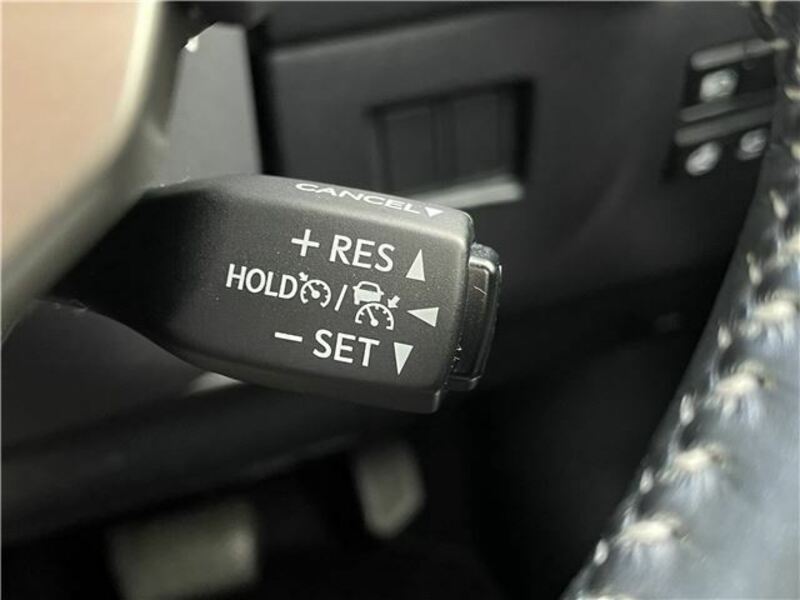 CANCEL▼
+ RES ▲
HOLD / ◀
− SET ▼